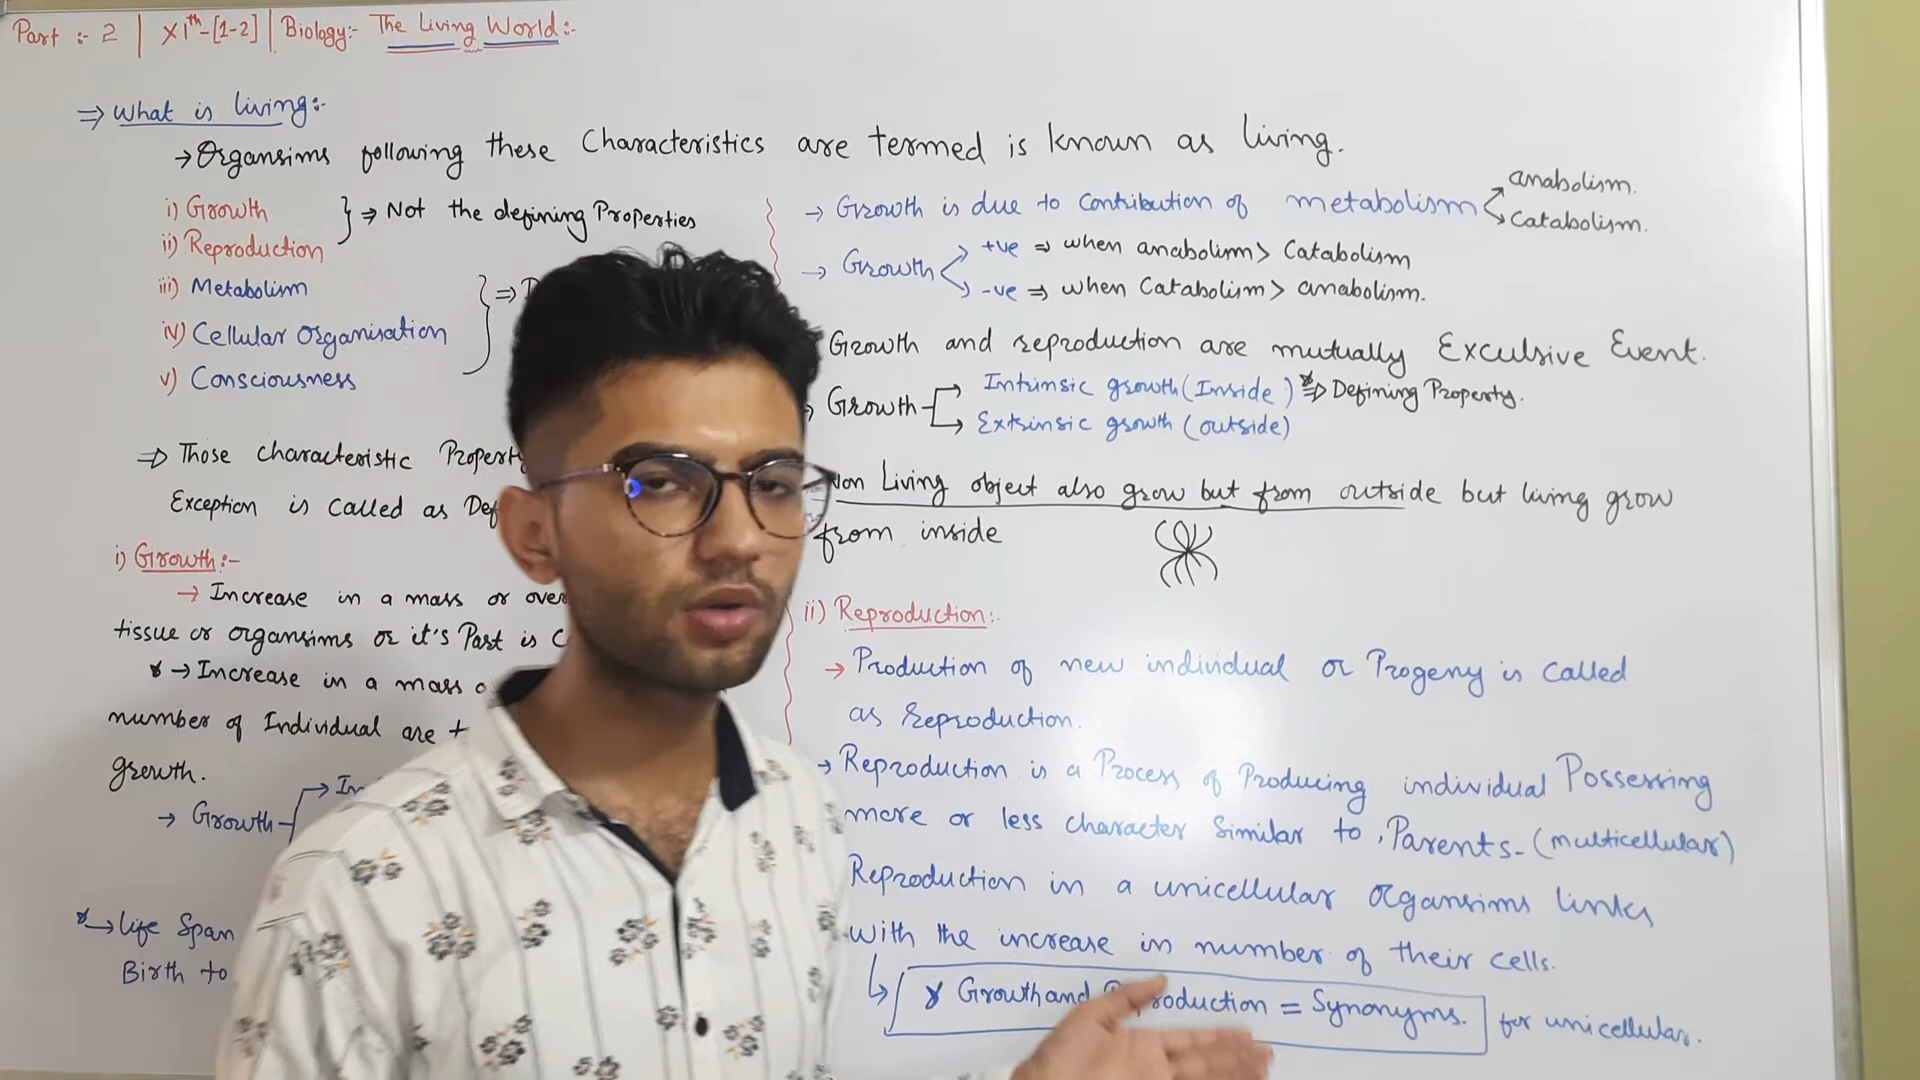 Part :- 2 | XIth-[1-2] | Biology:- The Living World:-
⇒ What is living:-
→ Organsims following these Characteristics are termed is known as living.
i) Growth
ii) Reproduction
} ⇒ Not the defining Properties
iii) Metabolism
iv) Cellular Organisation
v) Consciousness
} ⇒
⇒ Those characteristic
Exception is called as
i) Growth:-
→ Increase in a mass or
tissue or organsims or it's Part is
* → Increase in a mass
number of Individual are
growth.
→ Growth
* → life Span
Birth to
→ Growth is due to contribution of metabolism
→ anabolism.
→ Catabolism.
→ Growth
+ve ⇒ when anabolism > Catabolism
-ve ⇒ when Catabolism > anabolism.
Growth and reproduction are mutually Exculsive Event.
Growth
→ Intrinsic growth (Inside) * ⇒ Defining Property.
→ Extrinsic growth (outside)
Non Living object also grow but from outside but living grow
from inside
ii) Reproduction:-
→ Production of new individual or Progeny is called
as reproduction.
→ Reproduction is a Process of Producing individual Possessing
more or less character Similar to Parents - (multicellular)
Reproduction in a unicellular organsims links
with the increase in number of their cells.
* Growth and = Synonyms. for unicellular.